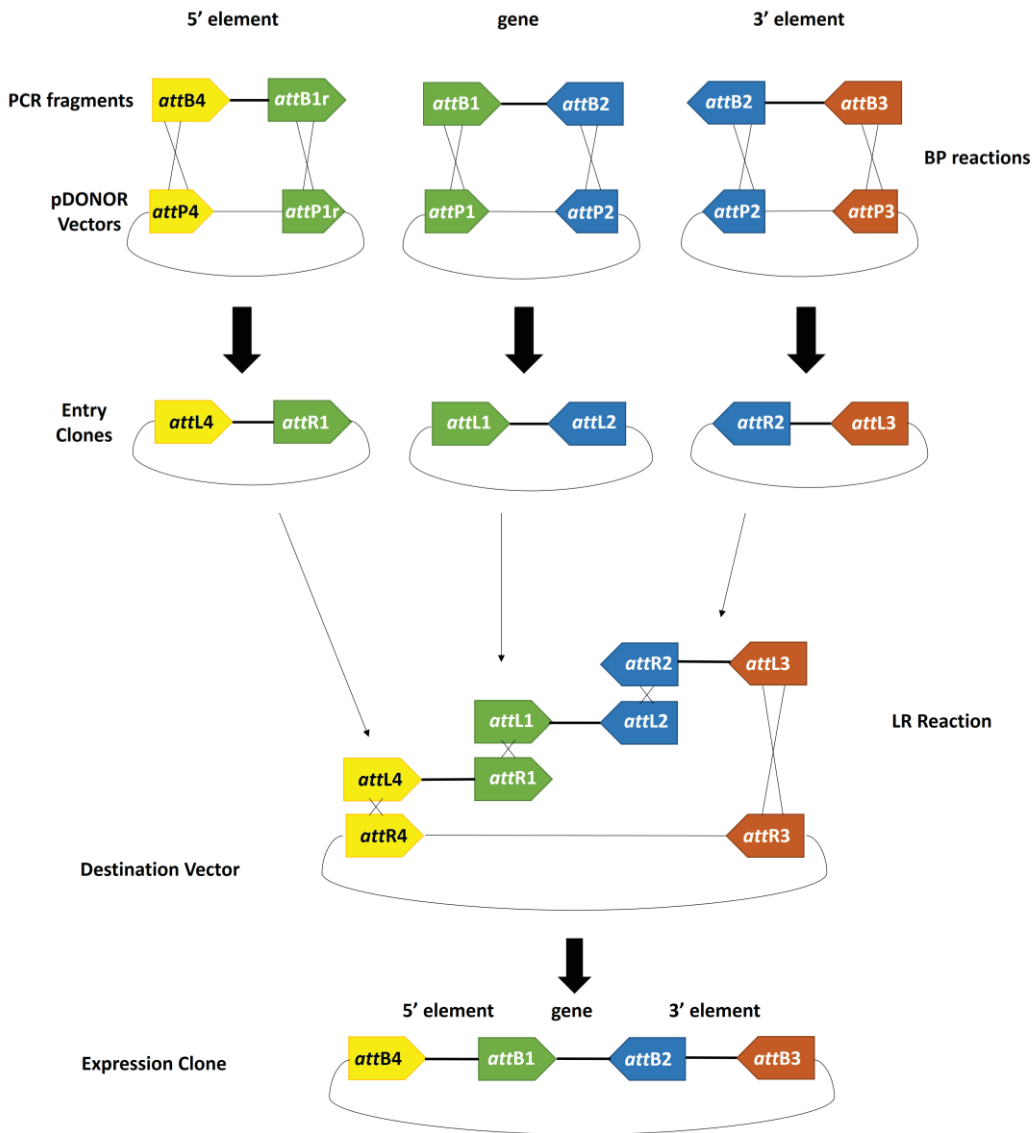 5’ element gene 3’ element
PCR fragments attB4 attB1r attB1 attB2 attB2 attB3
BP reactions
pDONOR
Vectors
attP4 attP1r attP1 attP2 attP2 attP3
Entry
Clones
attL4 attR1 attL1 attL2 attR2 attL3
attR2 attL3
attL1 attL2 LR Reaction
attL4 attR1
attR4 attR3
Destination Vector
5’ element gene 3’ element
Expression Clone attB4 attB1 attB2 attB3